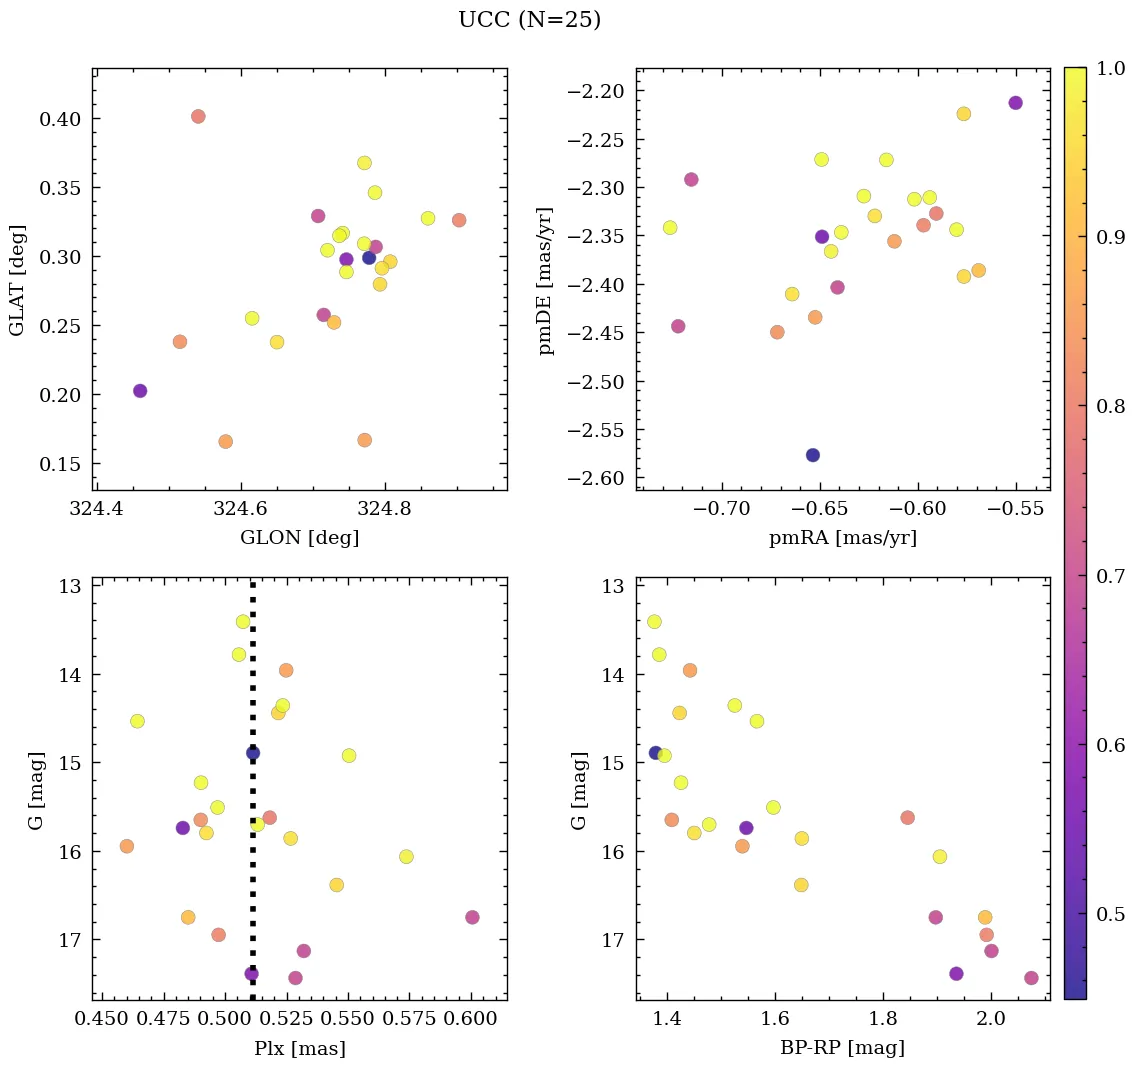 UCC (N=25)
0.40
0.35
0.30
0.25
0.20
0.15
GLAT [deg]
324.4 324.6 324.8
GLON [deg]
−2.20
−2.25
−2.30
−2.35
−2.40
−2.45
−2.50
−2.55
−2.60
pmDE [mas/yr]
−0.70 −0.65 −0.60 −0.55
pmRA [mas/yr]
1.0
0.9
0.8
0.7
0.6
0.5
13
14
15
16
17
G [mag]
0.450 0.475 0.500 0.525 0.550 0.575 0.600
Plx [mas]
13
14
15
16
17
G [mag]
1.4 1.6 1.8 2.0
BP-RP [mag]